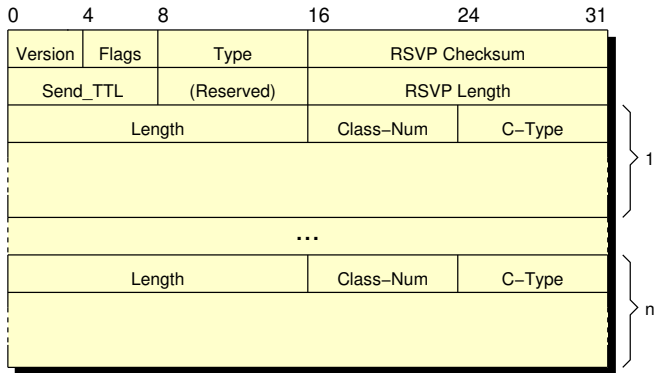 0 4 8 16 24 31
Version Flags Type RSVP Checksum
Send_TTL (Reserved) RSVP Length
Length Class−Num C−Type
1
...
Length Class−Num C−Type
n